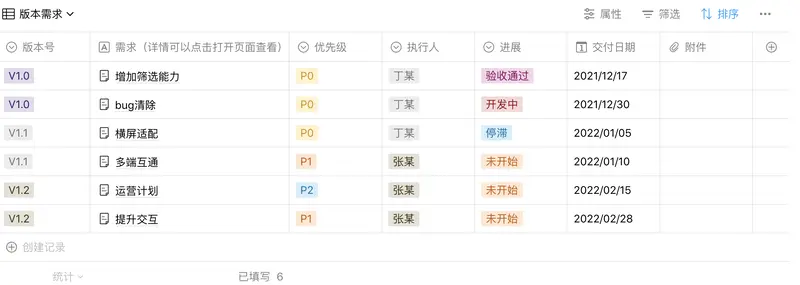 版本需求 属性 筛选 排序
版本号 需求（详情可以点击打开页面查看） 优先级 执行人 进展 交付日期 附件
V1.0 增加筛选能力 P0 丁某 验收通过 2021/12/17
V1.0 bug清除 P0 丁某 开发中 2021/12/30
V1.1 横屏适配 P0 丁某 停滞 2022/01/05
V1.1 多端互通 P1 张某 未开始 2022/01/10
V1.2 运营计划 P2 张某 未开始 2022/02/15
V1.2 提升交互 P1 张某 未开始 2022/02/28
创建记录
统计 已填写 6